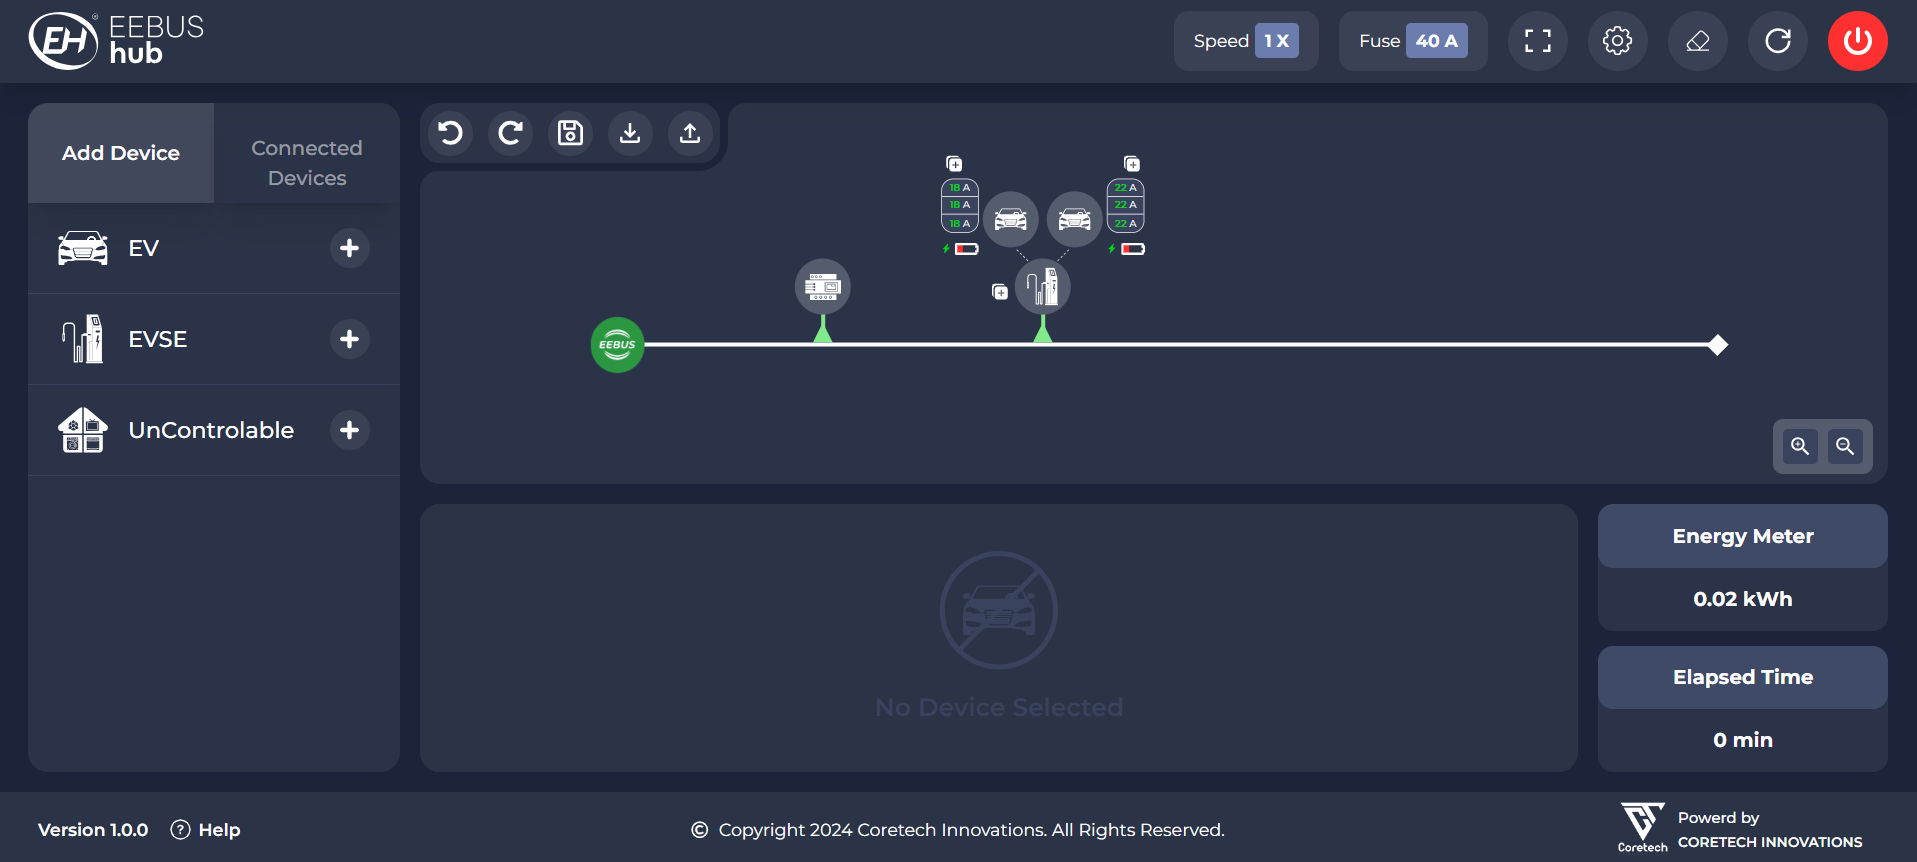 EH® EEBUS
hub
Speed 1 X
Fuse 40 A
Add Device
Connected
Devices
EV
EVSE
UnControlable
18 A
18 A
18 A
22 A
22 A
22 A
EEBUS
No Device Selected
Energy Meter
0.02 kWh
Elapsed Time
0 min
Version 1.0.0
? Help
© Copyright 2024 Coretech Innovations. All Rights Reserved.
Coretech
Powerd by
CORETECH INNOVATIONS